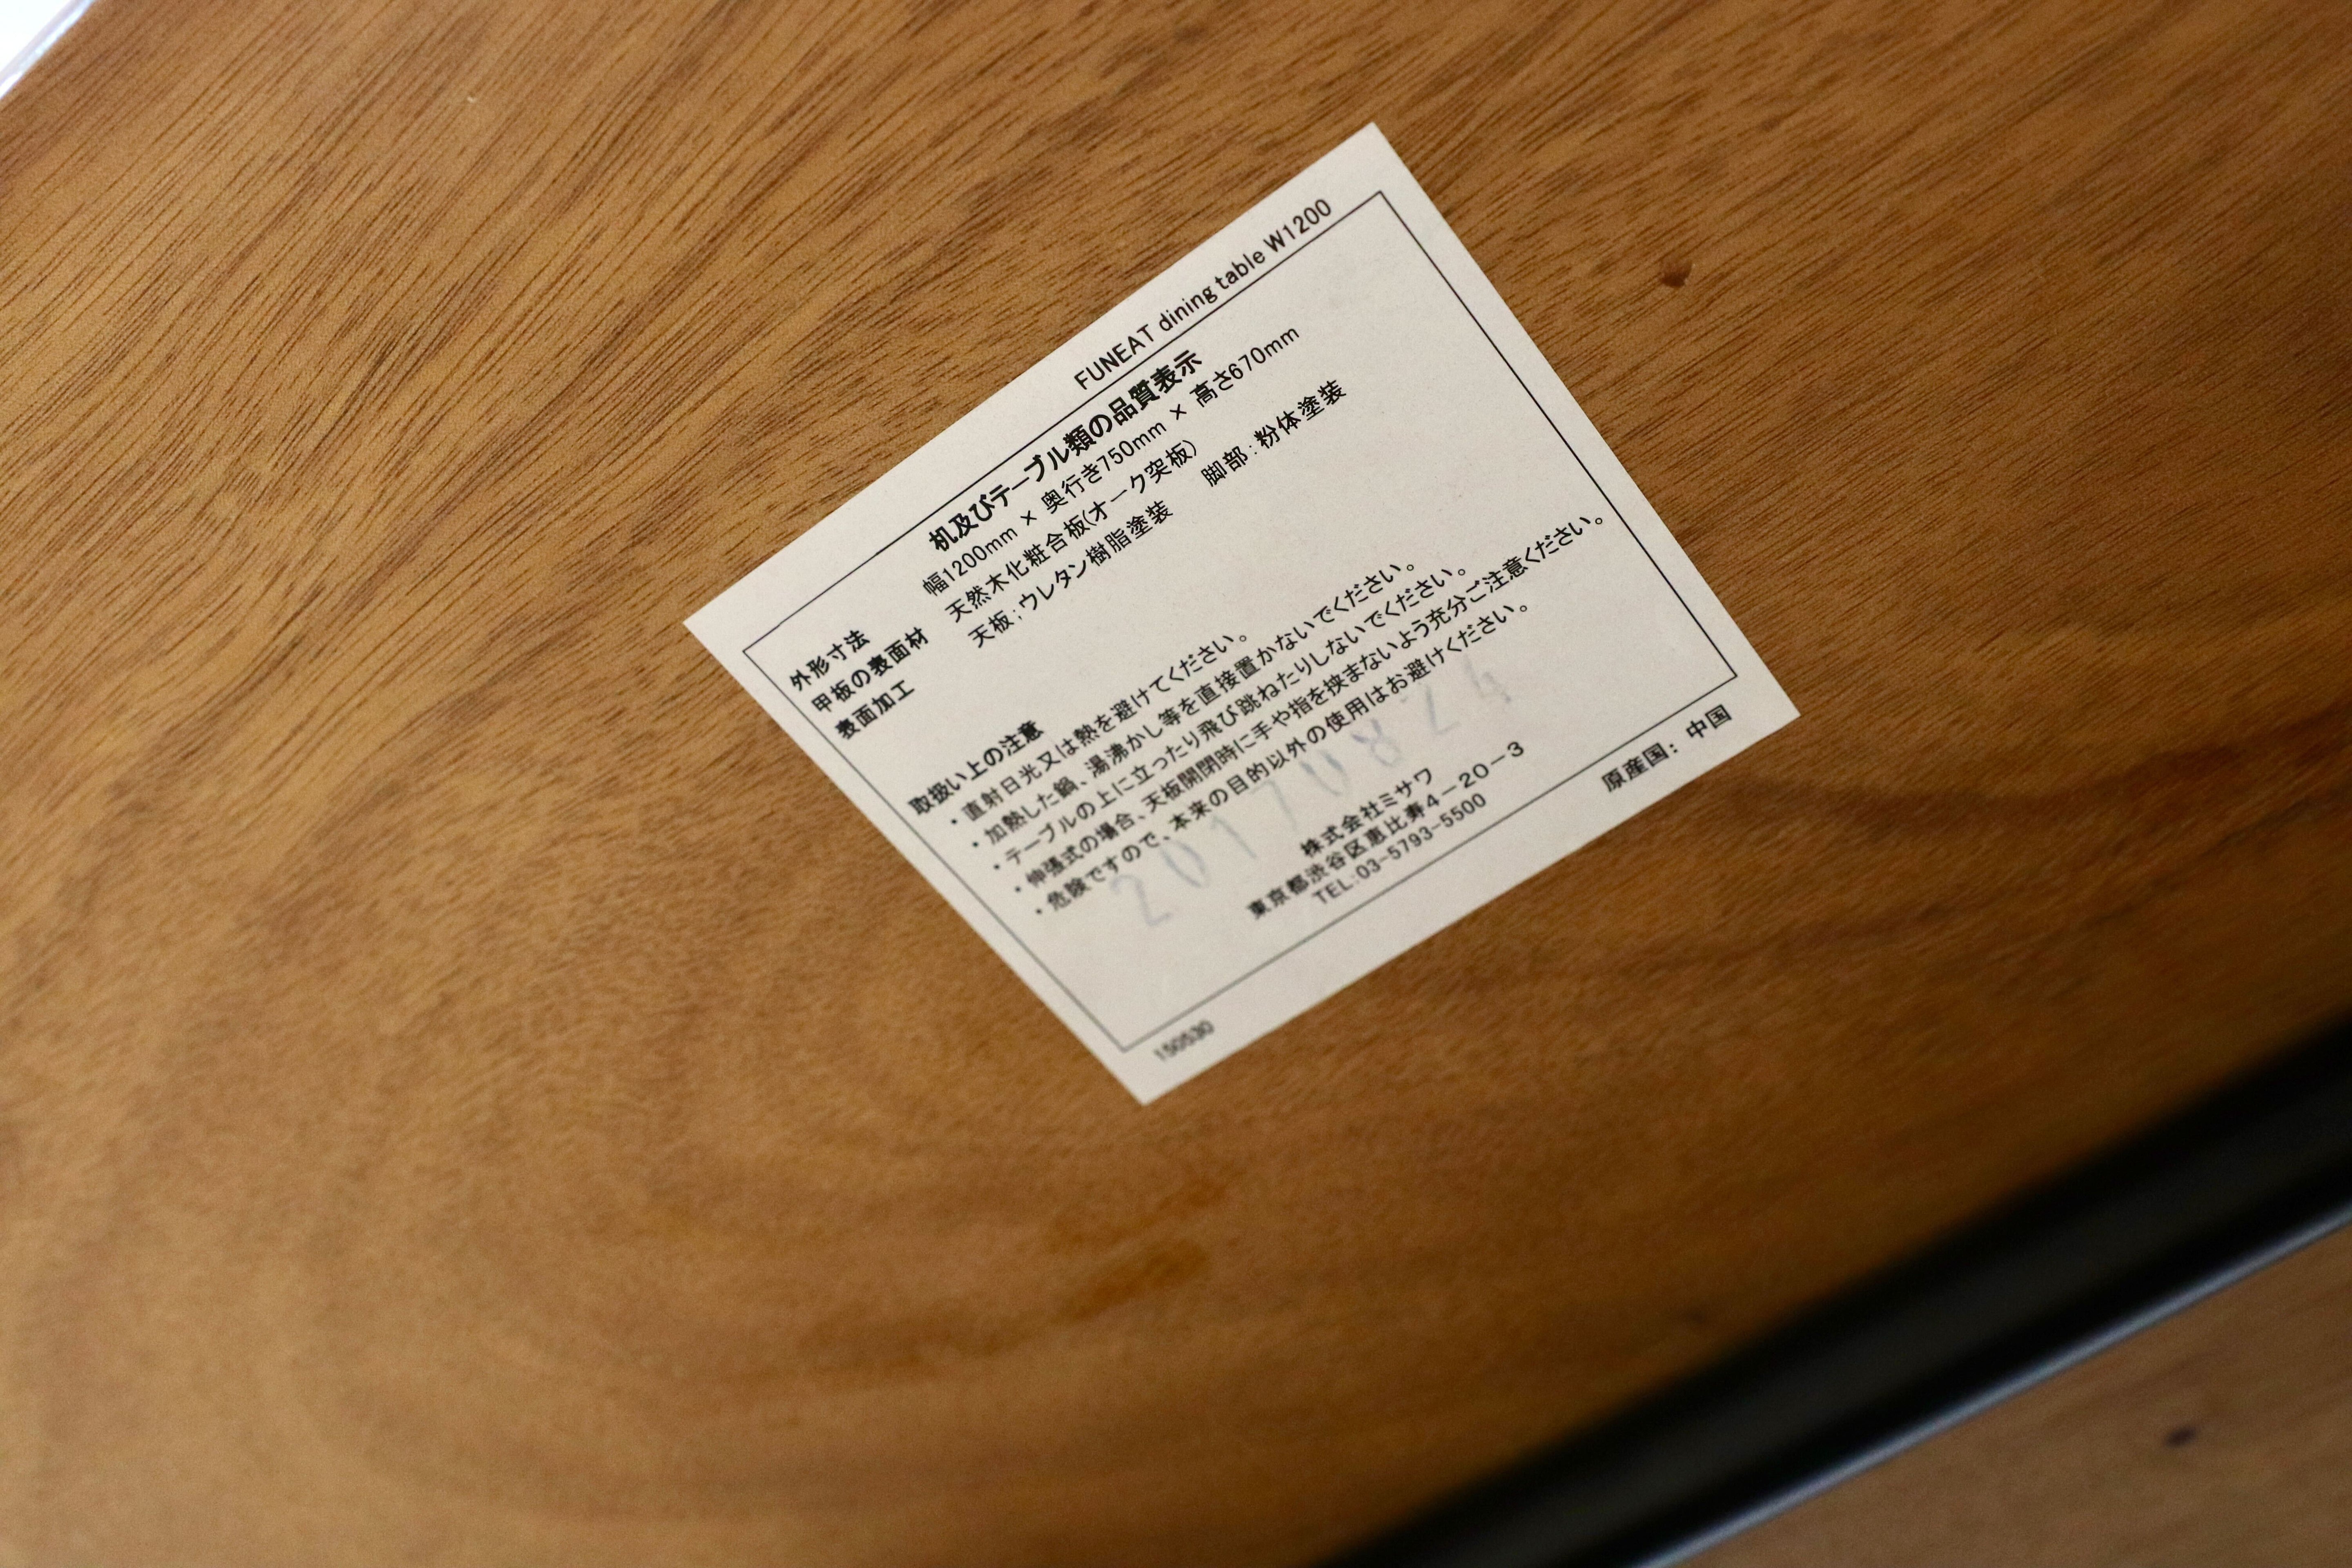 FUNEAT dining table W1200
机及びテーブル類の品質表示
外形寸法 幅1200mm × 奥行き750mm × 高さ670mm
甲板の表面材 天然木化粧合板(オーク突板)
表面加工 天板:ウレタン樹脂塗装 脚部:粉体塗装
取扱い上の注意
・直射日光又は熱を避けてください。
・加熱した鍋、湯沸かし等を直接置かないでください。
・テーブルの上に立ったり飛び跳ねたりしないでください。
・伸張式の場合、天板開閉時に手や指を挟まないよう充分ご注意ください。
・危険ですので、本来の目的以外の使用はお避けください。
20170824
株式会社ミサワ
東京都渋谷区恵比寿4-20-3
TEL:03-5793-5500
150530 原産国:中国